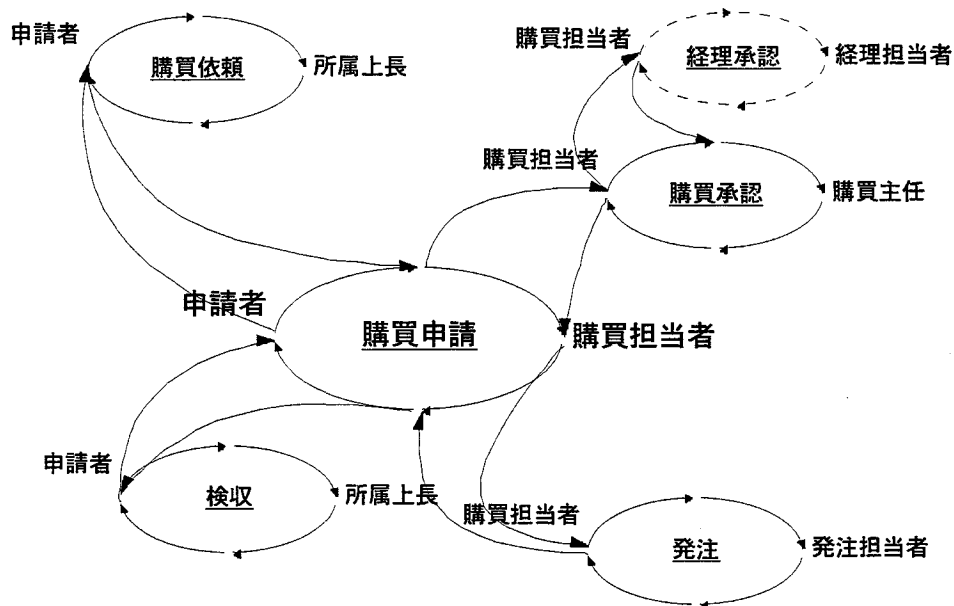 申請者
購買依頼
所属上長
購買担当者
経理承認
経理担当者
購買担当者
購買承認
購買主任
申請者
購買申請
購買担当者
申請者
検収
所属上長
購買担当者
発注
発注担当者